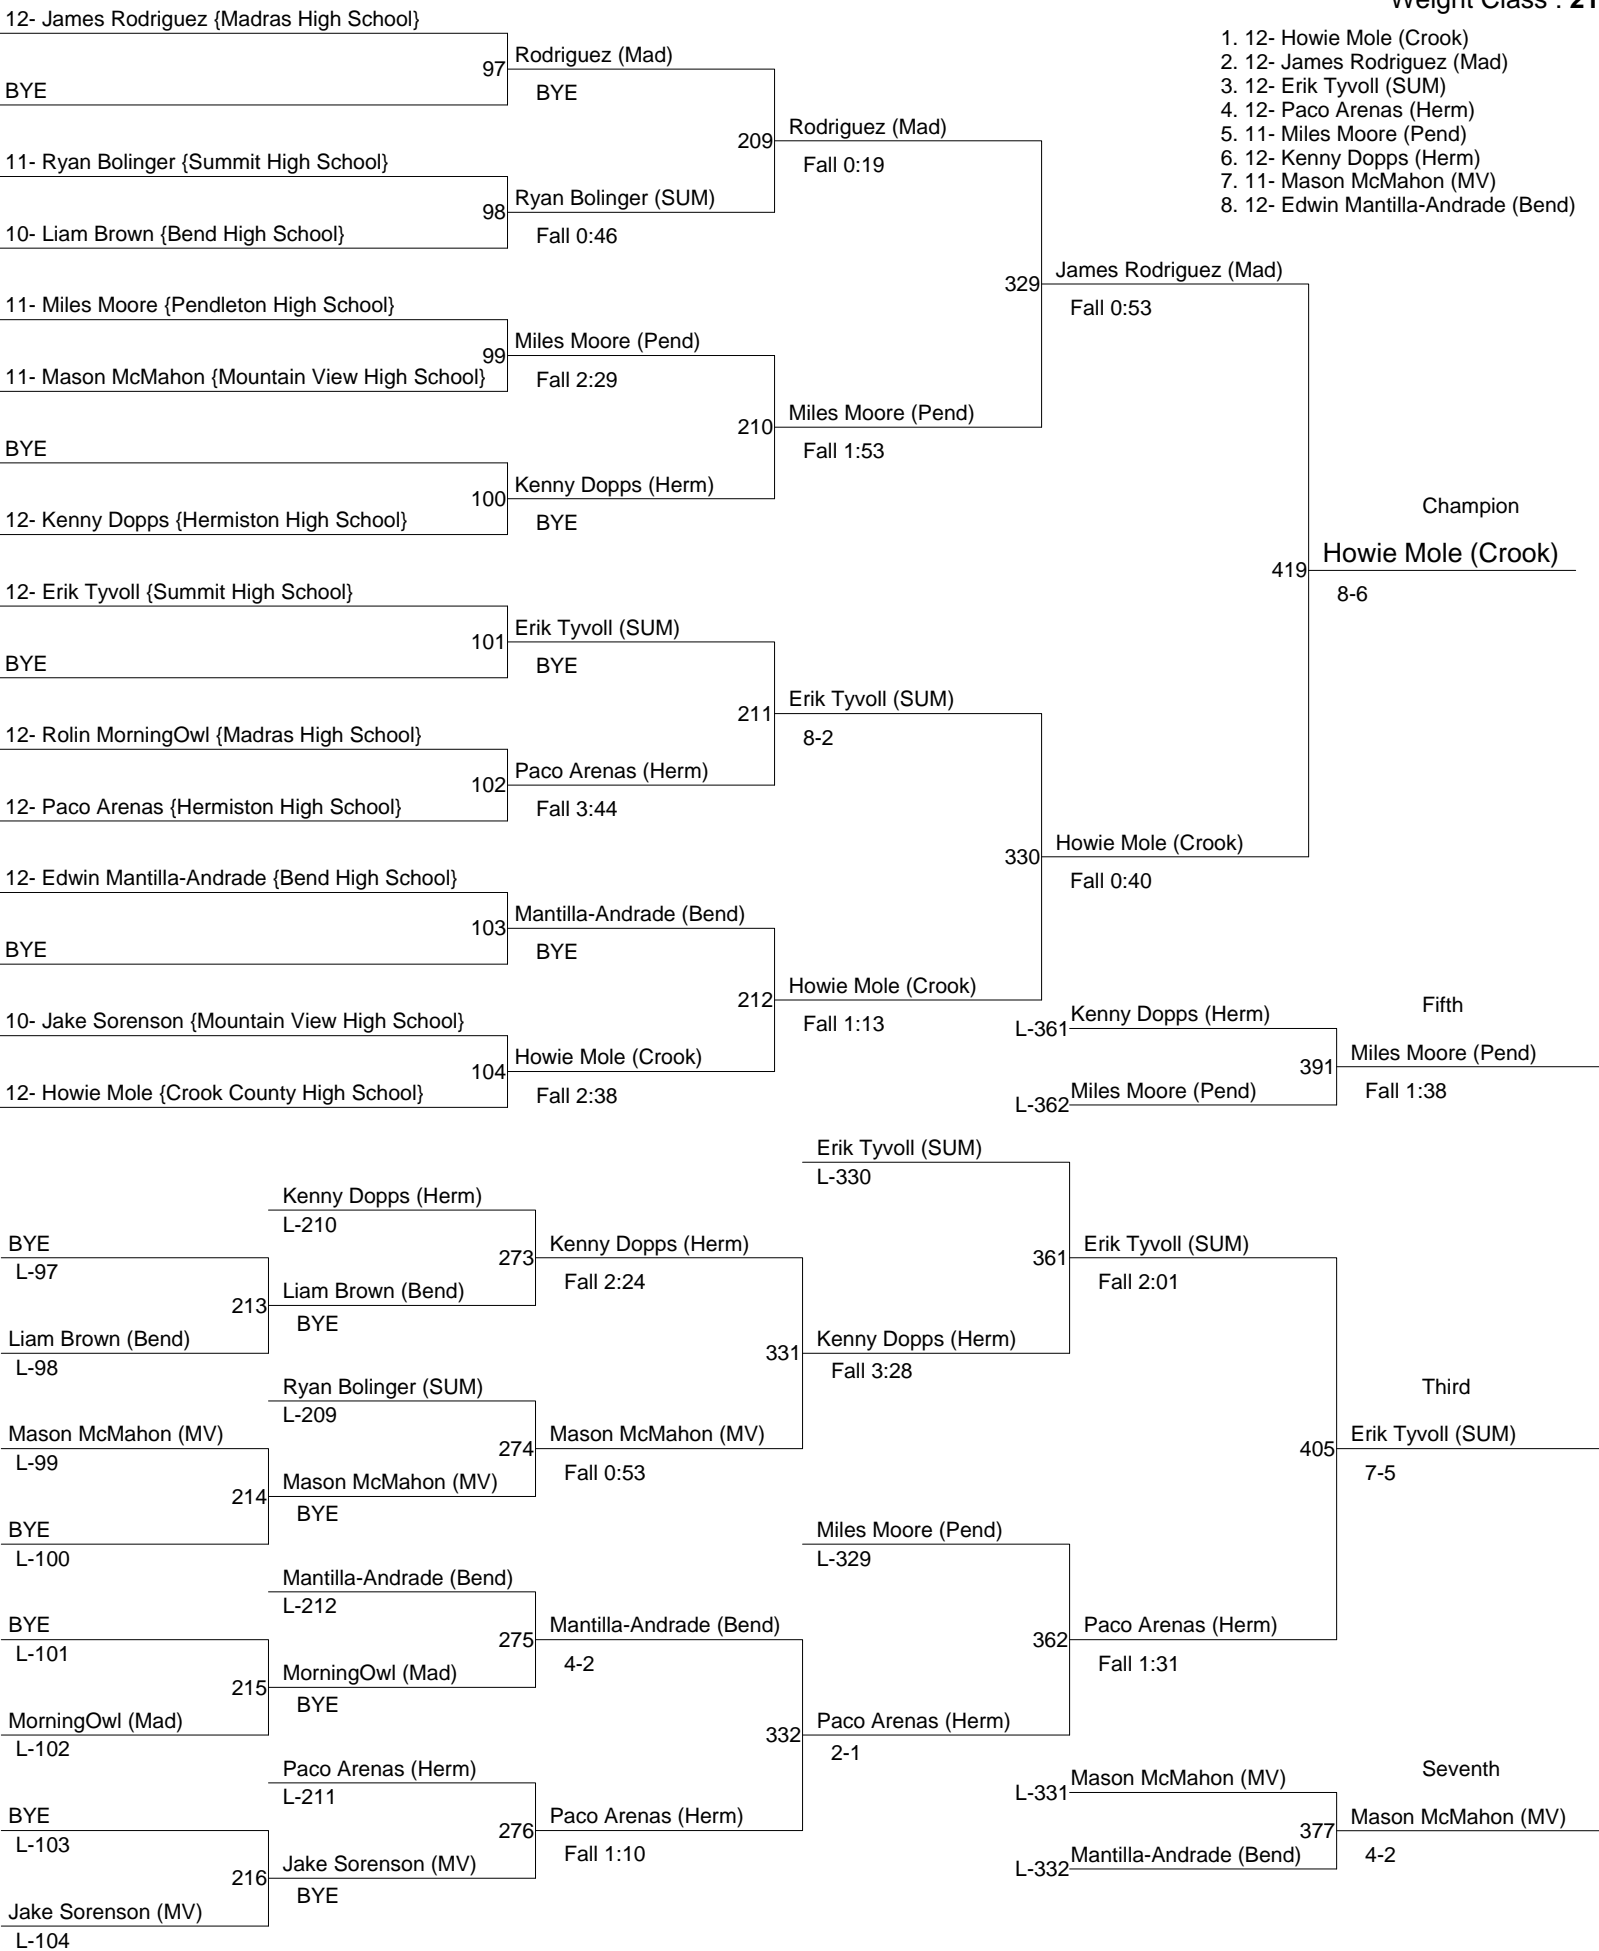 Weight Class : 21
1. 12- Howie Mole (Crook)
2. 12- James Rodriguez (Mad)
3. 12- Erik Tyvoll (SUM)
4. 12- Paco Arenas (Herm)
5. 11- Miles Moore (Pend)
6. 12- Kenny Dopps (Herm)
7. 11- Mason McMahon (MV)
8. 12- Edwin Mantilla-Andrade (Bend)
12- James Rodriguez {Madras High School}
BYE
11- Ryan Bolinger {Summit High School}
10- Liam Brown {Bend High School}
11- Miles Moore {Pendleton High School}
11- Mason McMahon {Mountain View High School}
BYE
12- Kenny Dopps {Hermiston High School}
12- Erik Tyvoll {Summit High School}
BYE
12- Rolin MorningOwl {Madras High School}
12- Paco Arenas {Hermiston High School}
12- Edwin Mantilla-Andrade {Bend High School}
BYE
10- Jake Sorenson {Mountain View High School}
12- Howie Mole {Crook County High School}
97
Rodriguez (Mad)
BYE
98
Ryan Bolinger (SUM)
Fall 0:46
99
Miles Moore (Pend)
Fall 2:29
100
Kenny Dopps (Herm)
BYE
101
Erik Tyvoll (SUM)
BYE
102
Paco Arenas (Herm)
Fall 3:44
103
Mantilla-Andrade (Bend)
BYE
104
Howie Mole (Crook)
Fall 2:38
209
Rodriguez (Mad)
Fall 0:19
210
Miles Moore (Pend)
Fall 1:53
211
Erik Tyvoll (SUM)
8-2
212
Howie Mole (Crook)
Fall 1:13
329
James Rodriguez (Mad)
Fall 0:53
330
Howie Mole (Crook)
Fall 0:40
Champion
419
Howie Mole (Crook)
8-6
Fifth
L-361
Kenny Dopps (Herm)
L-362
Miles Moore (Pend)
391
Miles Moore (Pend)
Fall 1:38
BYE
L-97
Liam Brown (Bend)
L-98
Mason McMahon (MV)
L-99
BYE
L-100
BYE
L-101
MorningOwl (Mad)
L-102
BYE
L-103
Jake Sorenson (MV)
L-104
Kenny Dopps (Herm)
L-210
213
Liam Brown (Bend)
BYE
Ryan Bolinger (SUM)
L-209
214
Mason McMahon (MV)
BYE
Mantilla-Andrade (Bend)
L-212
215
MorningOwl (Mad)
BYE
Paco Arenas (Herm)
L-211
216
Jake Sorenson (MV)
BYE
273
Kenny Dopps (Herm)
Fall 2:24
274
Mason McMahon (MV)
Fall 0:53
275
Mantilla-Andrade (Bend)
4-2
276
Paco Arenas (Herm)
Fall 1:10
Erik Tyvoll (SUM)
L-330
331
Kenny Dopps (Herm)
Fall 3:28
Miles Moore (Pend)
L-329
332
Paco Arenas (Herm)
2-1
361
Erik Tyvoll (SUM)
Fall 2:01
362
Paco Arenas (Herm)
Fall 1:31
Third
405
Erik Tyvoll (SUM)
7-5
Seventh
L-331
Mason McMahon (MV)
L-332
Mantilla-Andrade (Bend)
377
Mason McMahon (MV)
4-2